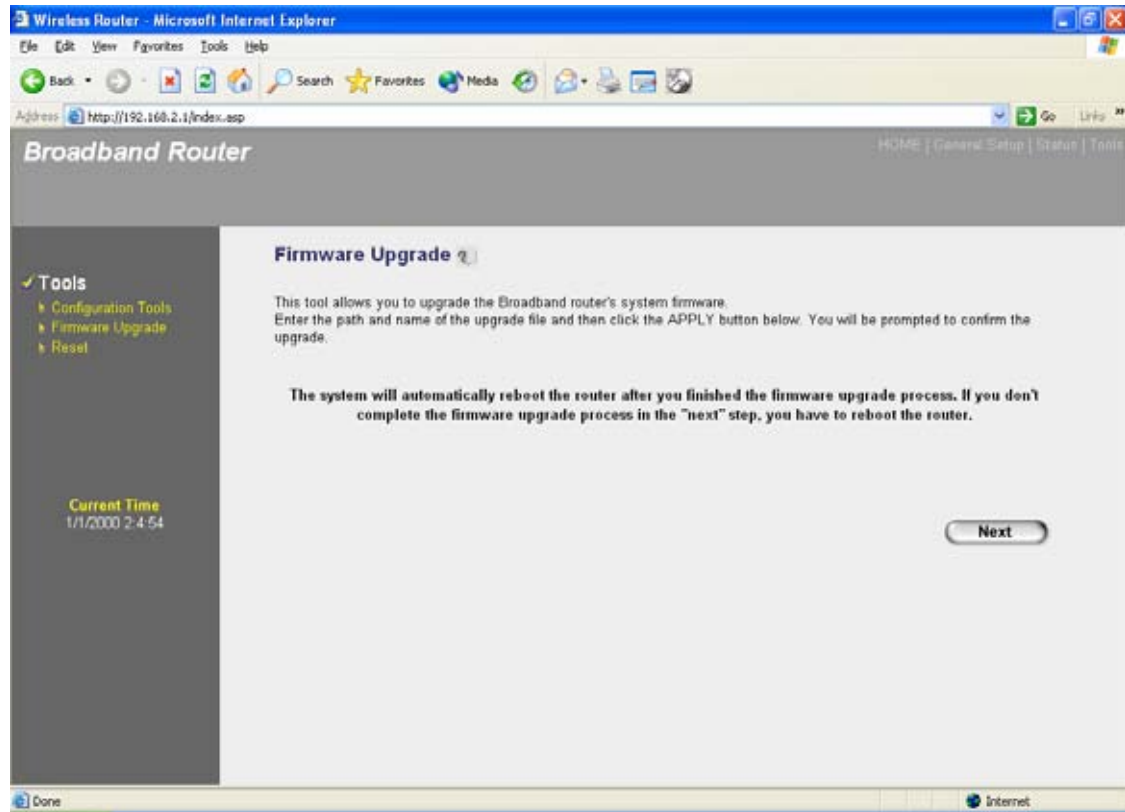 Wireless Router - Microsoft Internet Explorer
File Edit View Favorites Tools Help
Back Search Favorites Media
Address http://192.168.2.1/index.asp Go Links »
Broadband Router
HOME | General Setup | Status | Tools
Tools
Configuration Tools
Firmware Upgrade
Reset
Current Time
1/1/2000 2:4:54
Firmware Upgrade
This tool allows you to upgrade the Broadband router's system firmware.
Enter the path and name of the upgrade file and then click the APPLY button below. You will be prompted to confirm the
upgrade.
The system will automatically reboot the router after you finished the firmware upgrade process. If you don't
complete the firmware upgrade process in the "next" step, you have to reboot the router.
Next
Done
Internet